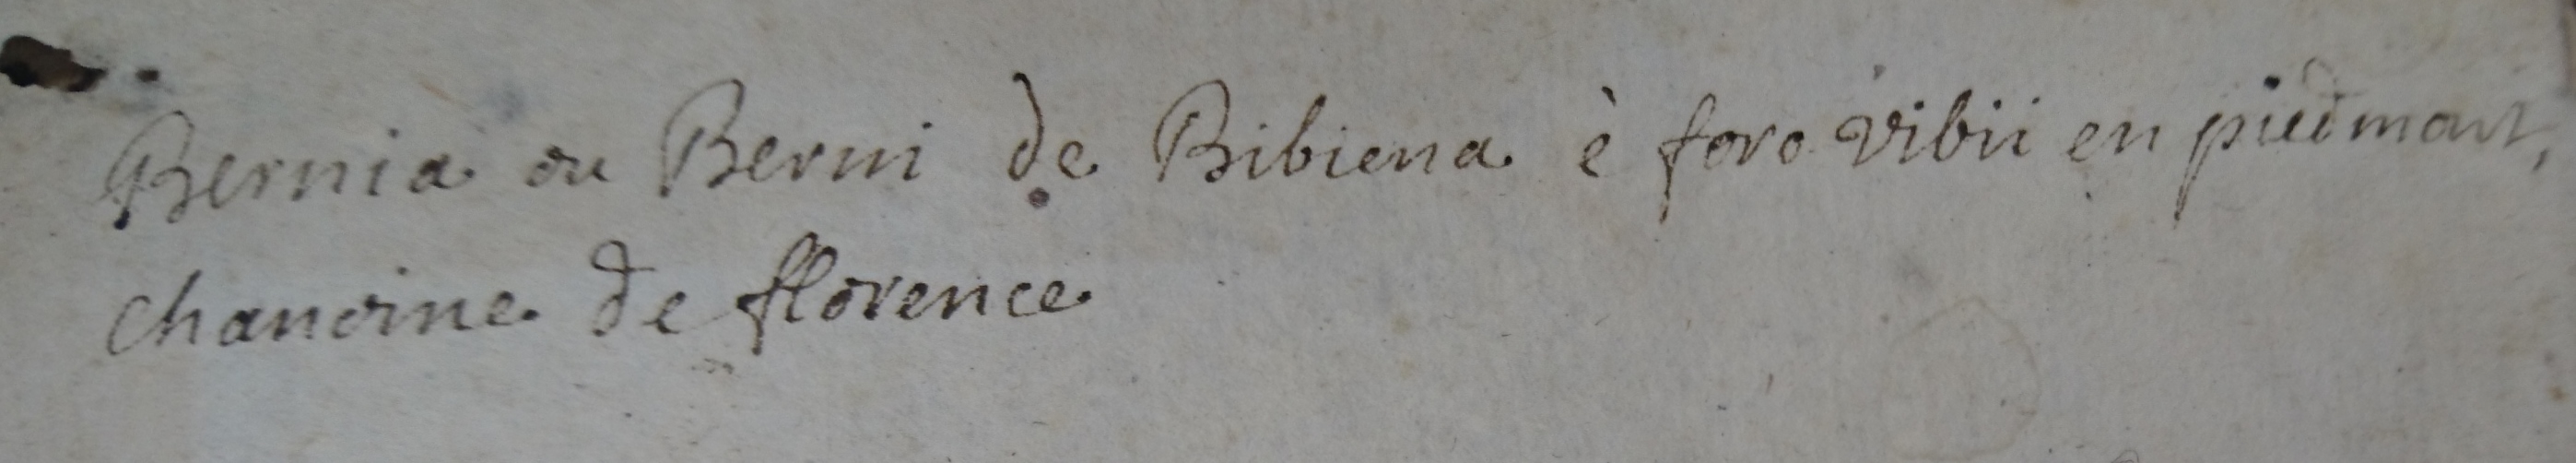 Bernia ou Berni de Bibiena è foro vibii en piedmont,
chanoine de florence